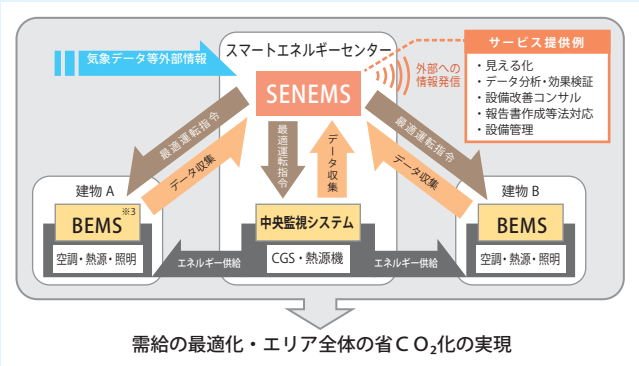 気象データ等外部情報
スマートエネルギーセンター
SENEMS
外部への
情報発信
サービス提供例
・見える化
・データ分析・効果検証
・設備改善コンサル
・報告書作成等法対応
・設備管理
最適運転指令
データ収集
最適運転指令
データ収集
最適運転指令
データ収集
建物 A
※3
BEMS
空調・熱源・照明
エネルギー供給
中央監視システム
CGS・熱源機
エネルギー供給
建物 B
BEMS
空調・熱源・照明
需給の最適化・エリア全体の省ＣＯ₂化の実現